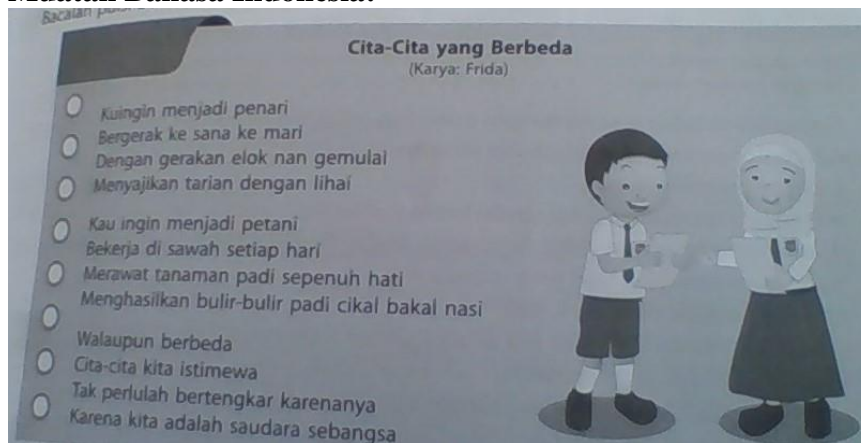 Bacalah
Cita-Cita yang Berbeda
(Karya: Frida)
Kuingin menjadi penari
Bergerak ke sana ke mari
Dengan gerakan elok nan gemulai
Menyajikan tarian dengan lihai
Kau ingin menjadi petani
Bekerja di sawah setiap hari
Merawat tanaman padi sepenuh hati
Menghasilkan bulir-bulir padi cikal bakal nasi
Walaupun berbeda
Cita-cita kita istimewa
Tak perlulah bertengkar karenanya
Karena kita adalah saudara sebangsa